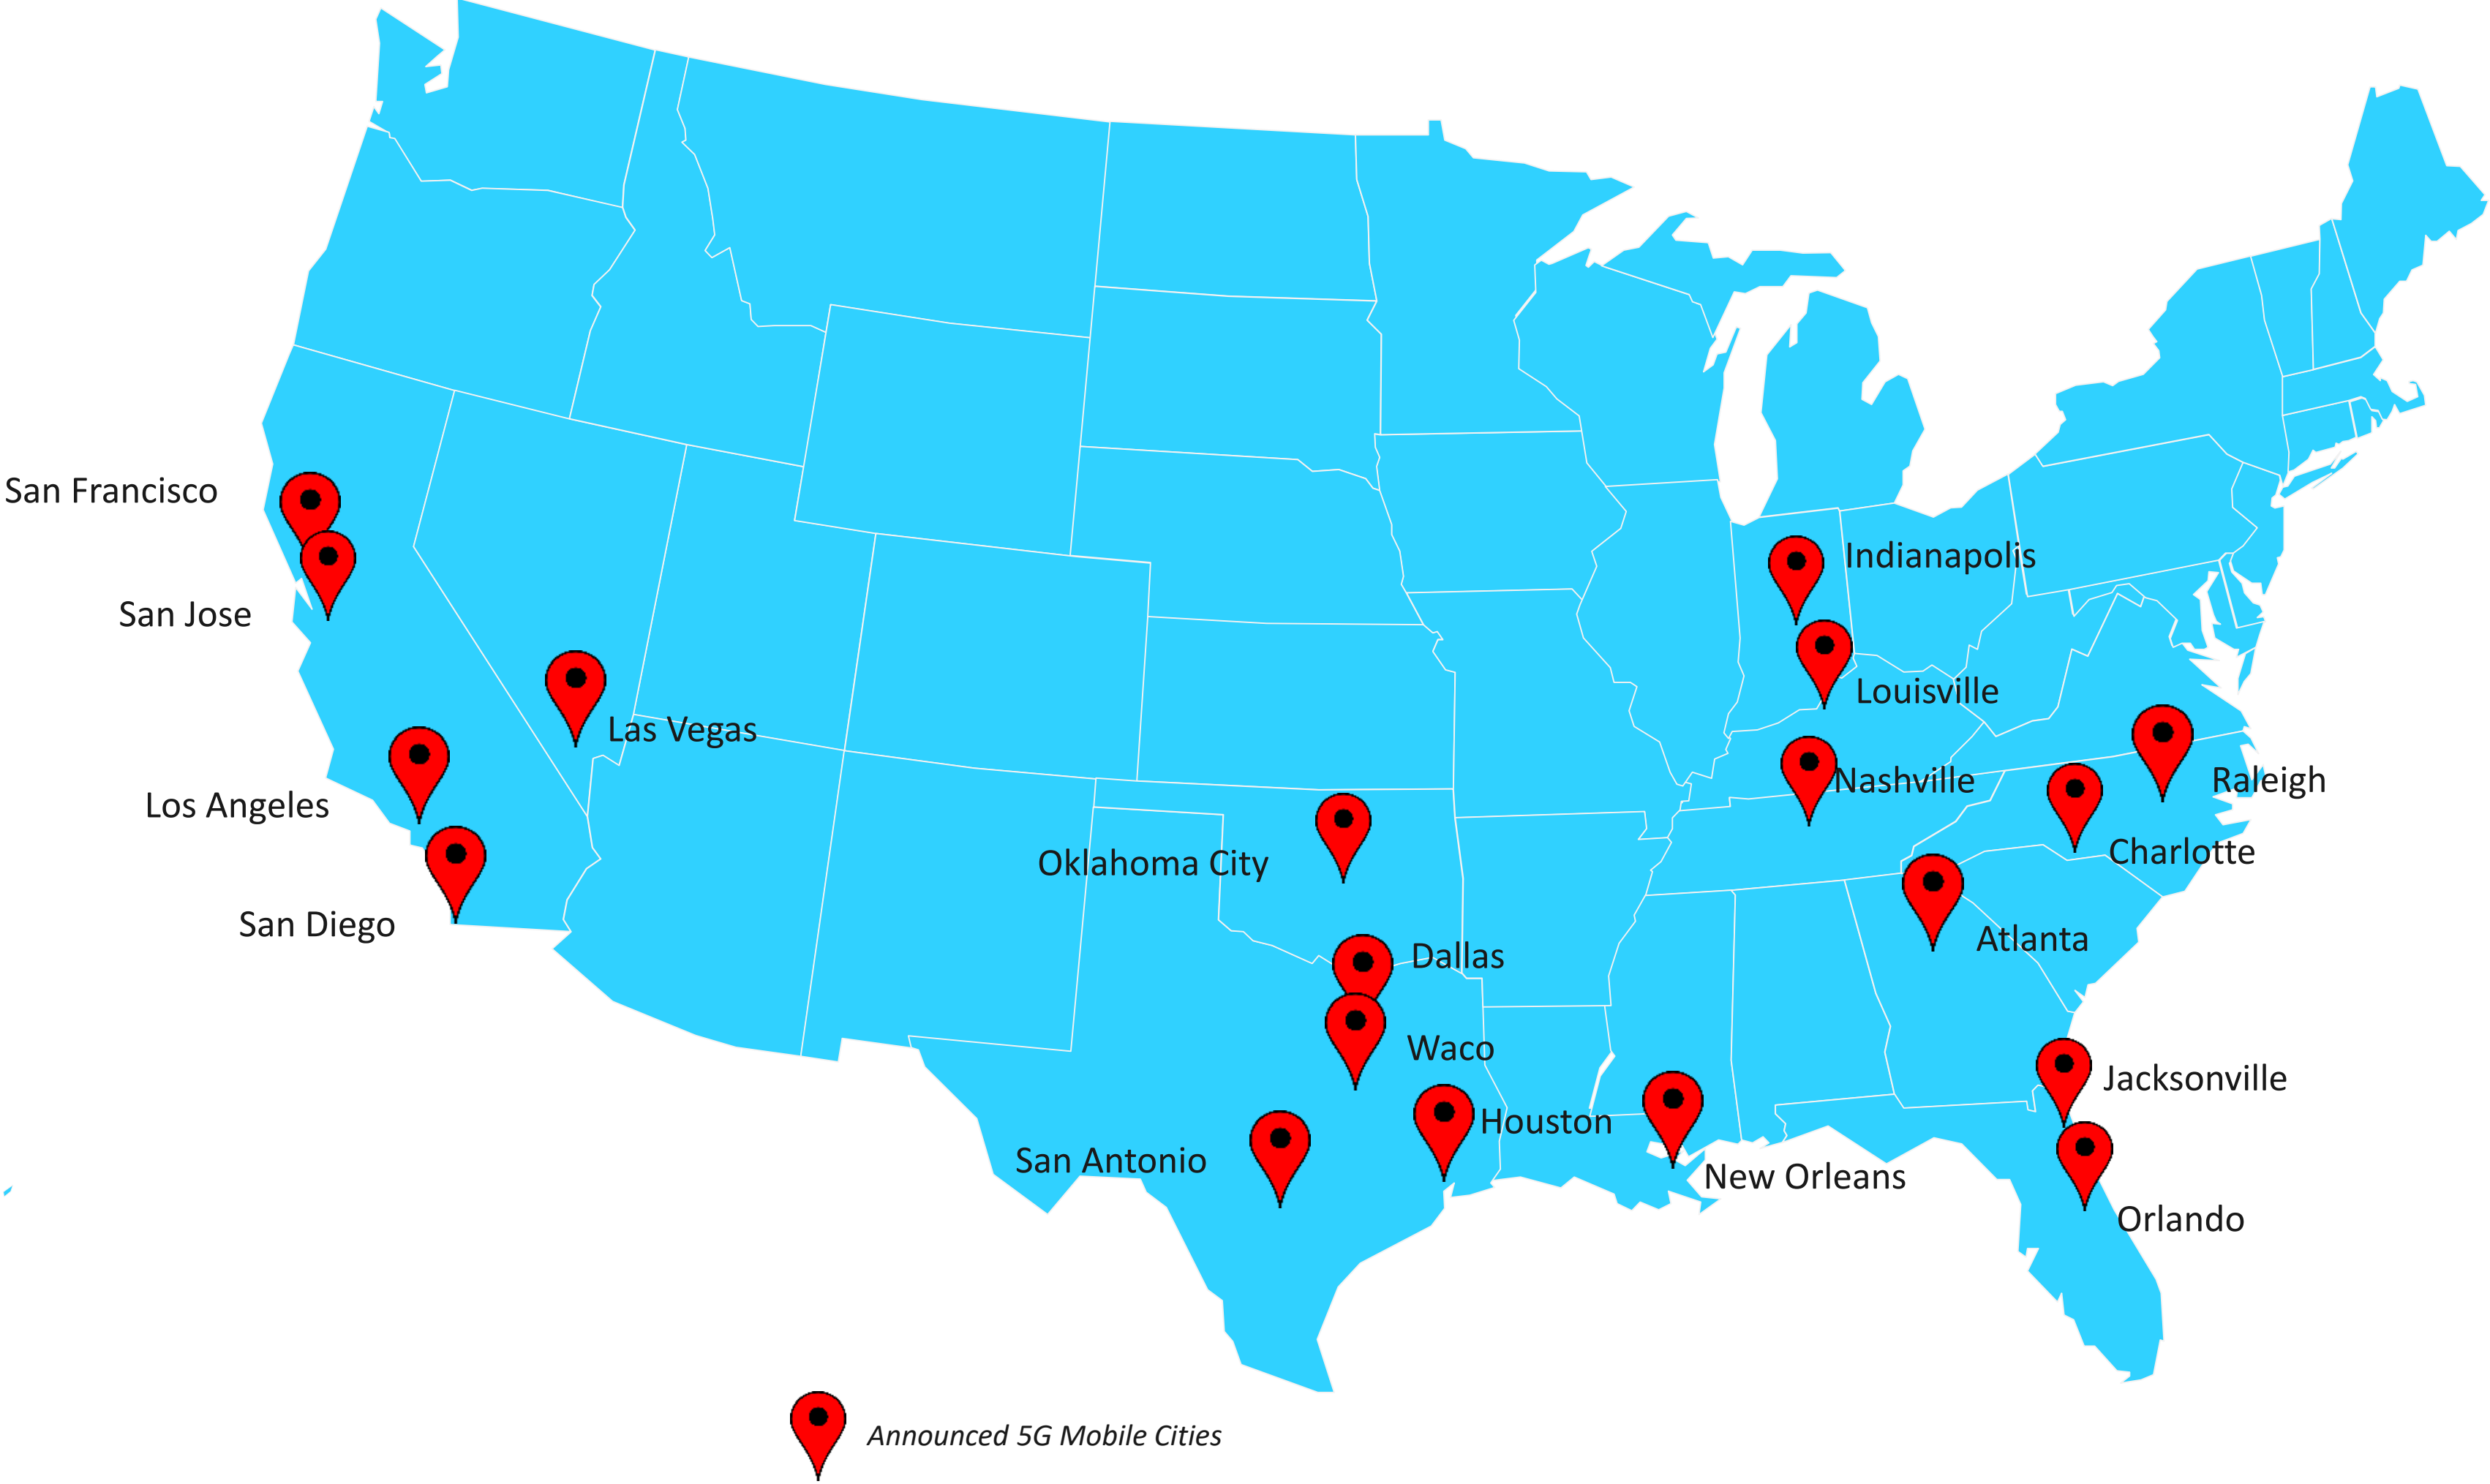 San Francisco
Indianapolis
San Jose
Louisville
Las Vegas
Raleigh
Nashville
Los Angeles
Charlotte
Oklahoma City
San Diego
Atlanta
Dallas
Waco
Jacksonville
Houston
San Antonio
New Orleans
Orlando
Announced 5G Mobile Cities